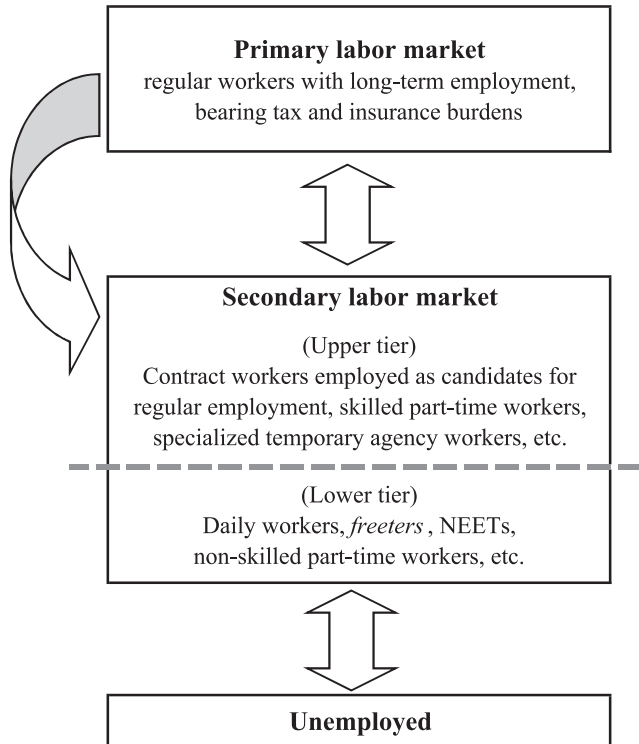 Primary labor market
regular workers with long-term employment,
bearing tax and insurance burdens
Secondary labor market
(Upper tier)
Contract workers employed as candidates for
regular employment, skilled part-time workers,
specialized temporary agency workers, etc.
(Lower tier)
Daily workers, freeters , NEETs,
non-skilled part-time workers, etc.
Unemployed